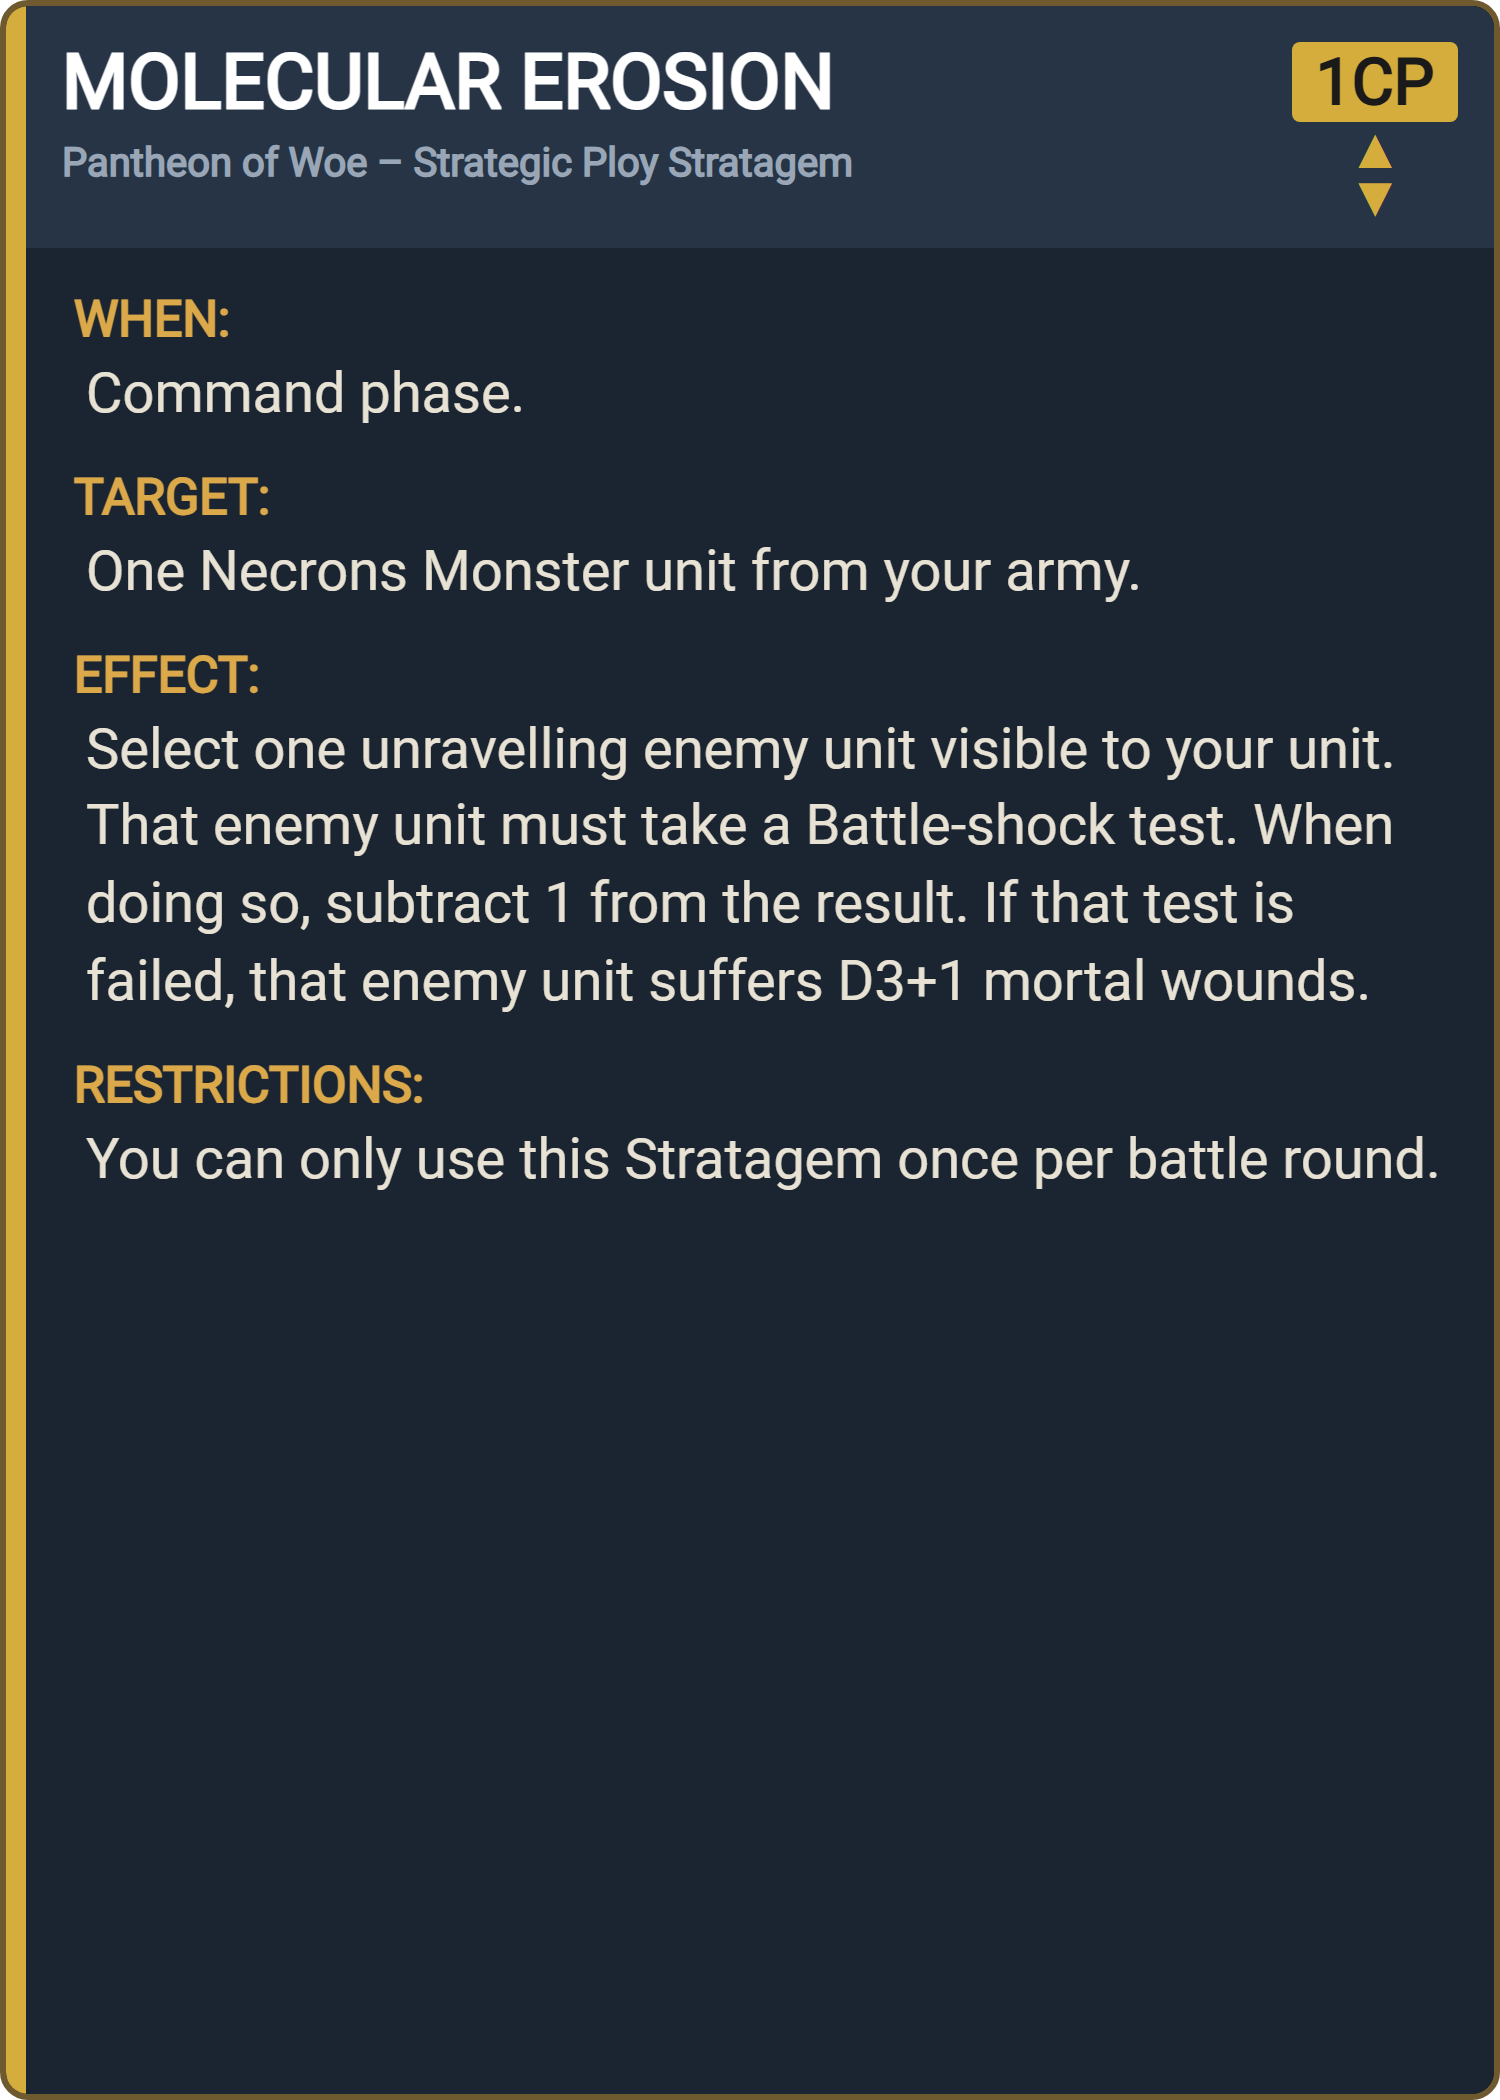 MOLECULAR EROSION
1CP
Pantheon of Woe – Strategic Ploy Stratagem
WHEN:
Command phase.
TARGET:
One Necrons Monster unit from your army.
EFFECT:
Select one unravelling enemy unit visible to your unit.
That enemy unit must take a Battle-shock test. When
doing so, subtract 1 from the result. If that test is
failed, that enemy unit suffers D3+1 mortal wounds.
RESTRICTIONS:
You can only use this Stratagem once per battle round.